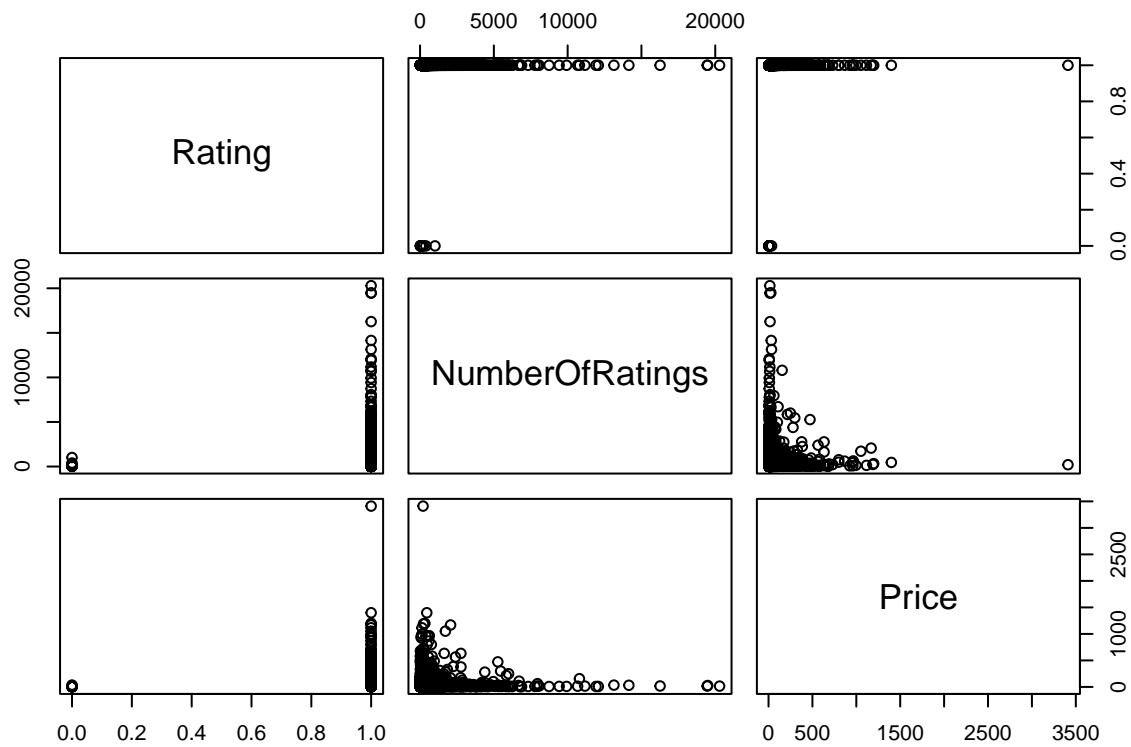 0 5000 10000 20000
Rating
0.0 0.4 0.8
0 10000 20000
NumberOfRatings
Price
0 1000 2500
0.0 0.2 0.4 0.6 0.8 1.0
0 500 1500 2500 3500